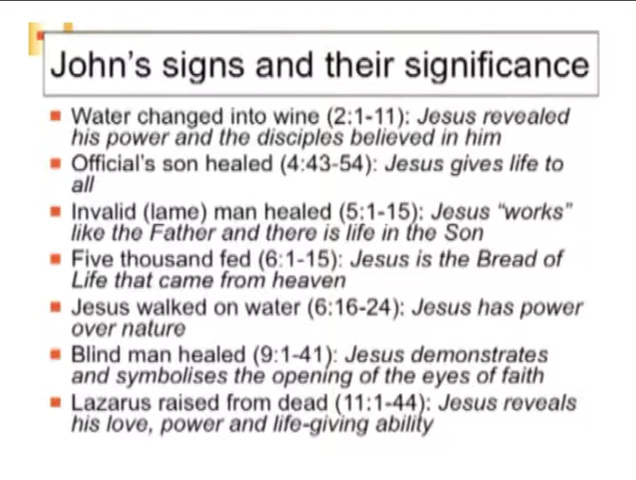 John's signs and their significance
▪ Water changed into wine (2:1-11): Jesus revealed
his power and the disciples believed in him
▪ Official's son healed (4:43-54): Jesus gives life to
all
▪ Invalid (lame) man healed (5:1-15): Jesus "works"
like the Father and there is life in the Son
▪ Five thousand fed (6:1-15): Jesus is the Bread of
Life that came from heaven
▪ Jesus walked on water (6:16-24): Jesus has power
over nature
▪ Blind man healed (9:1-41): Jesus demonstrates
and symbolises the opening of the eyes of faith
▪ Lazarus raised from dead (11:1-44): Jesus reveals
his love, power and life-giving ability